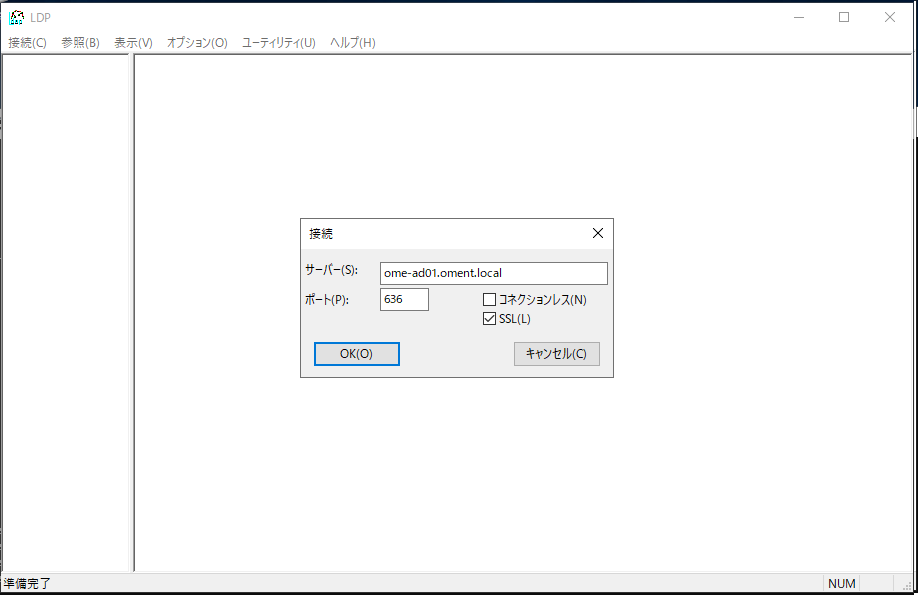 LDP
接続(C) 参照(B) 表示(V) オプション(O) ユーティリティ(U) ヘルプ(H)
接続
サーバー(S): ome-ad01.oment.local
ポート(P): 636 コネクションレス(N)
SSL(L)
OK(O) キャンセル(C)
準備完了 NUM